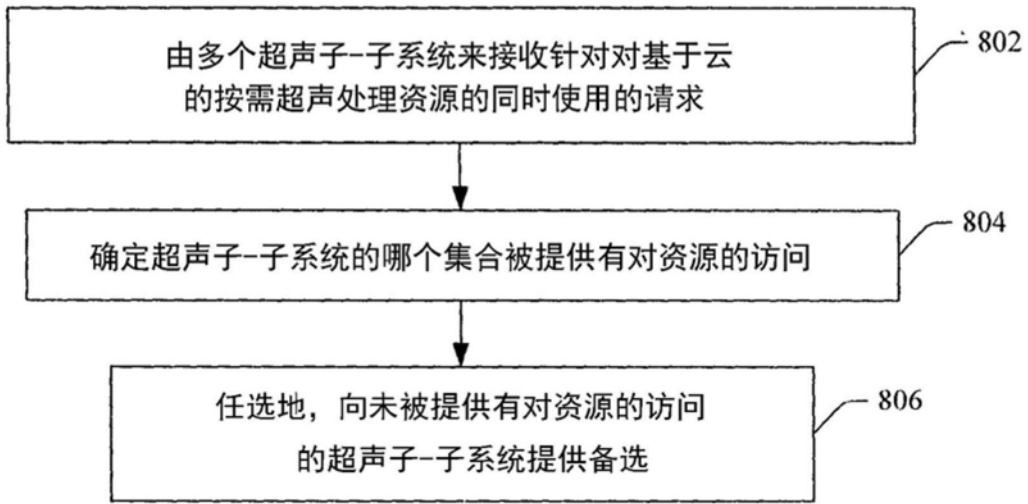 由多个超声子-子系统来接收针对对基于云
的按需超声处理资源的同时使用的请求
802
确定超声子-子系统的哪个集合被提供有对资源的访问
804
任选地，向未被提供有对资源的访问
的超声子-子系统提供备选
806